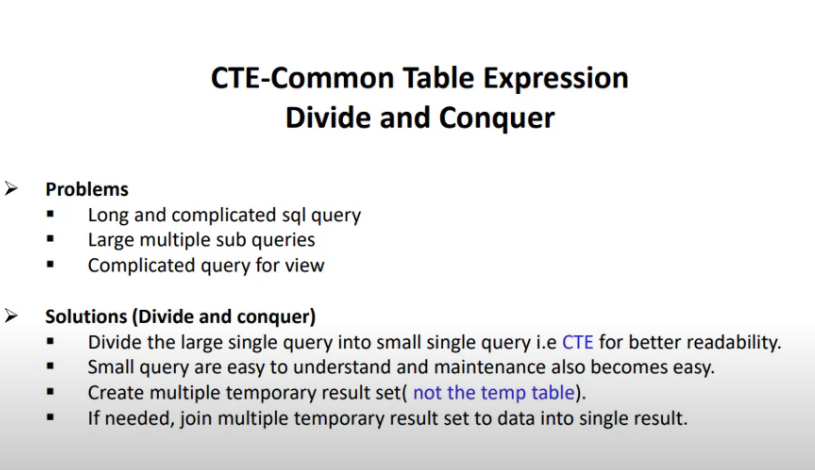 CTE-Common Table Expression
Divide and Conquer
Problems
Long and complicated sql query
Large multiple sub queries
Complicated query for view
Solutions (Divide and conquer)
Divide the large single query into small single query i.e CTE for better readability.
Small query are easy to understand and maintenance also becomes easy.
Create multiple temporary result set( not the temp table).
If needed, join multiple temporary result set to data into single result.